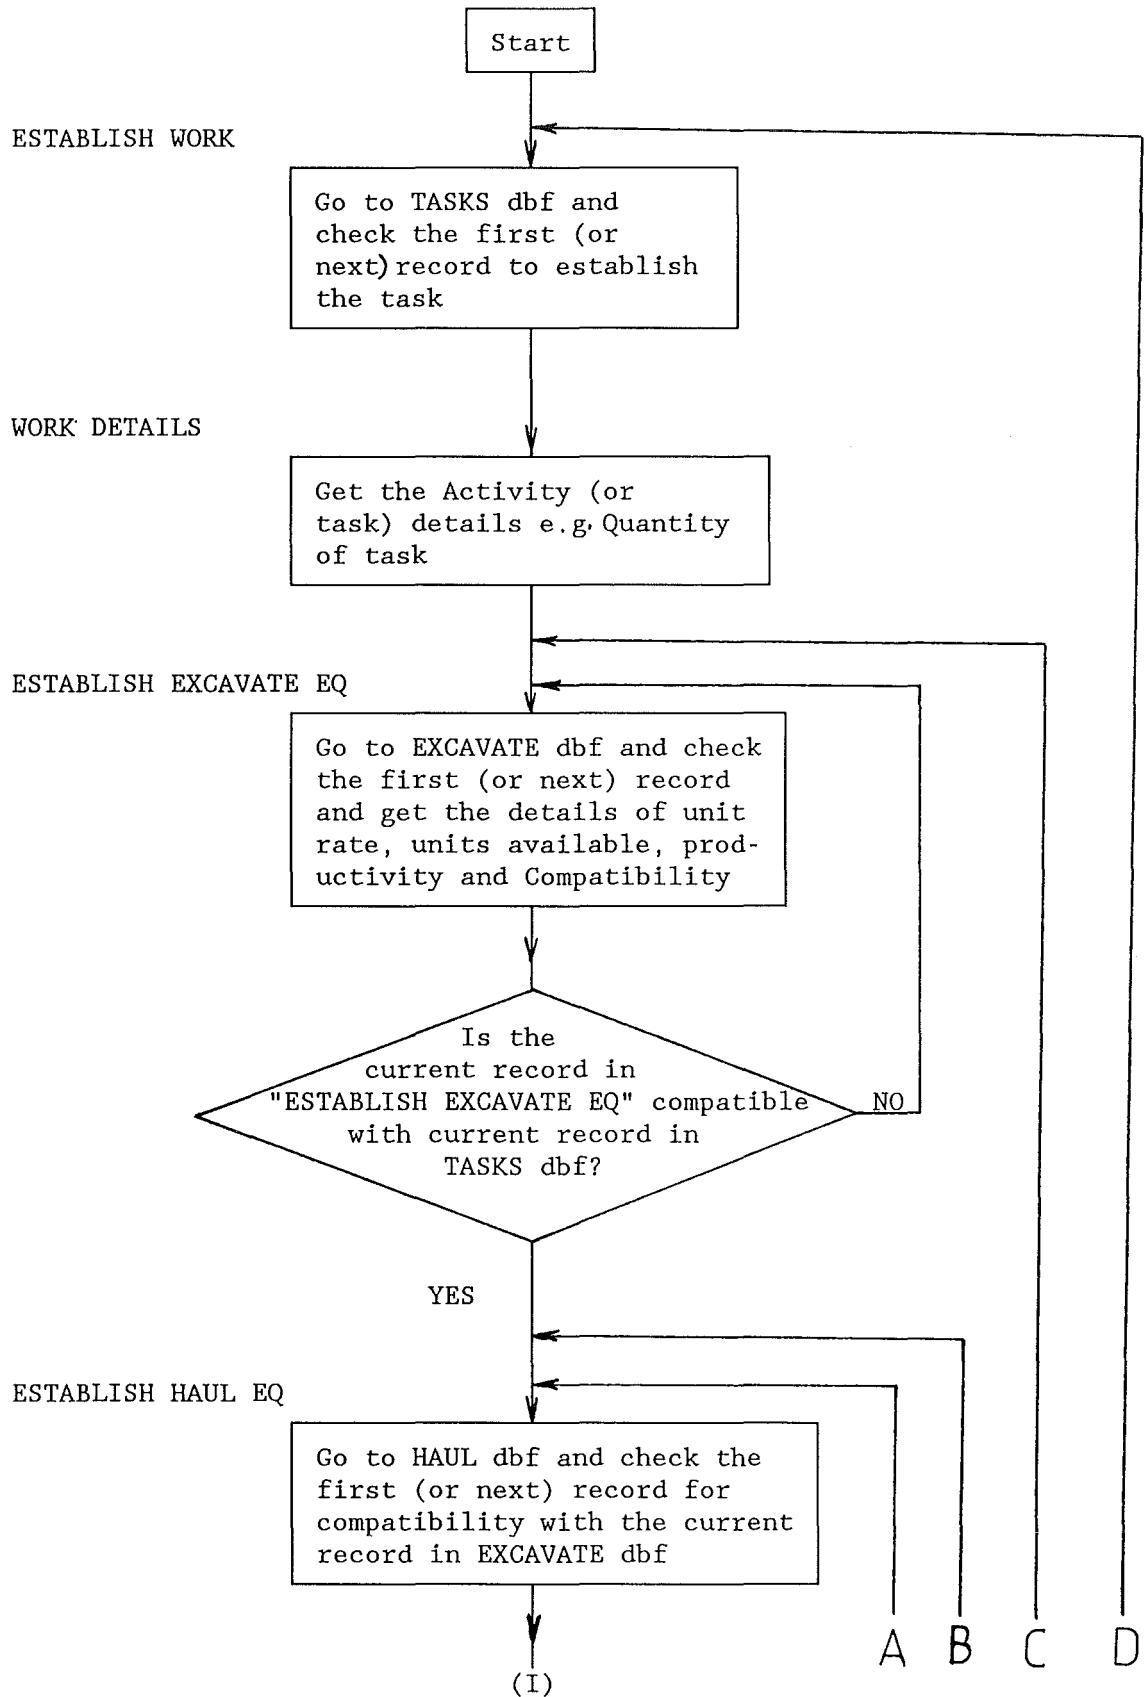 Start
ESTABLISH WORK
Go to TASKS dbf and
check the first (or
next) record to establish
the task
WORK DETAILS
Get the Activity (or
task) details e.g. Quantity
of task
ESTABLISH EXCAVATE EQ
Go to EXCAVATE dbf and check
the first (or next) record
and get the details of unit
rate, units available, prod-
uctivity and Compatibility
Is the
current record in
"ESTABLISH EXCAVATE EQ" compatible
with current record in
TASKS dbf?
NO
YES
ESTABLISH HAUL EQ
Go to HAUL dbf and check the
first (or next) record for
compatibility with the current
record in EXCAVATE dbf
A B C D
(I)